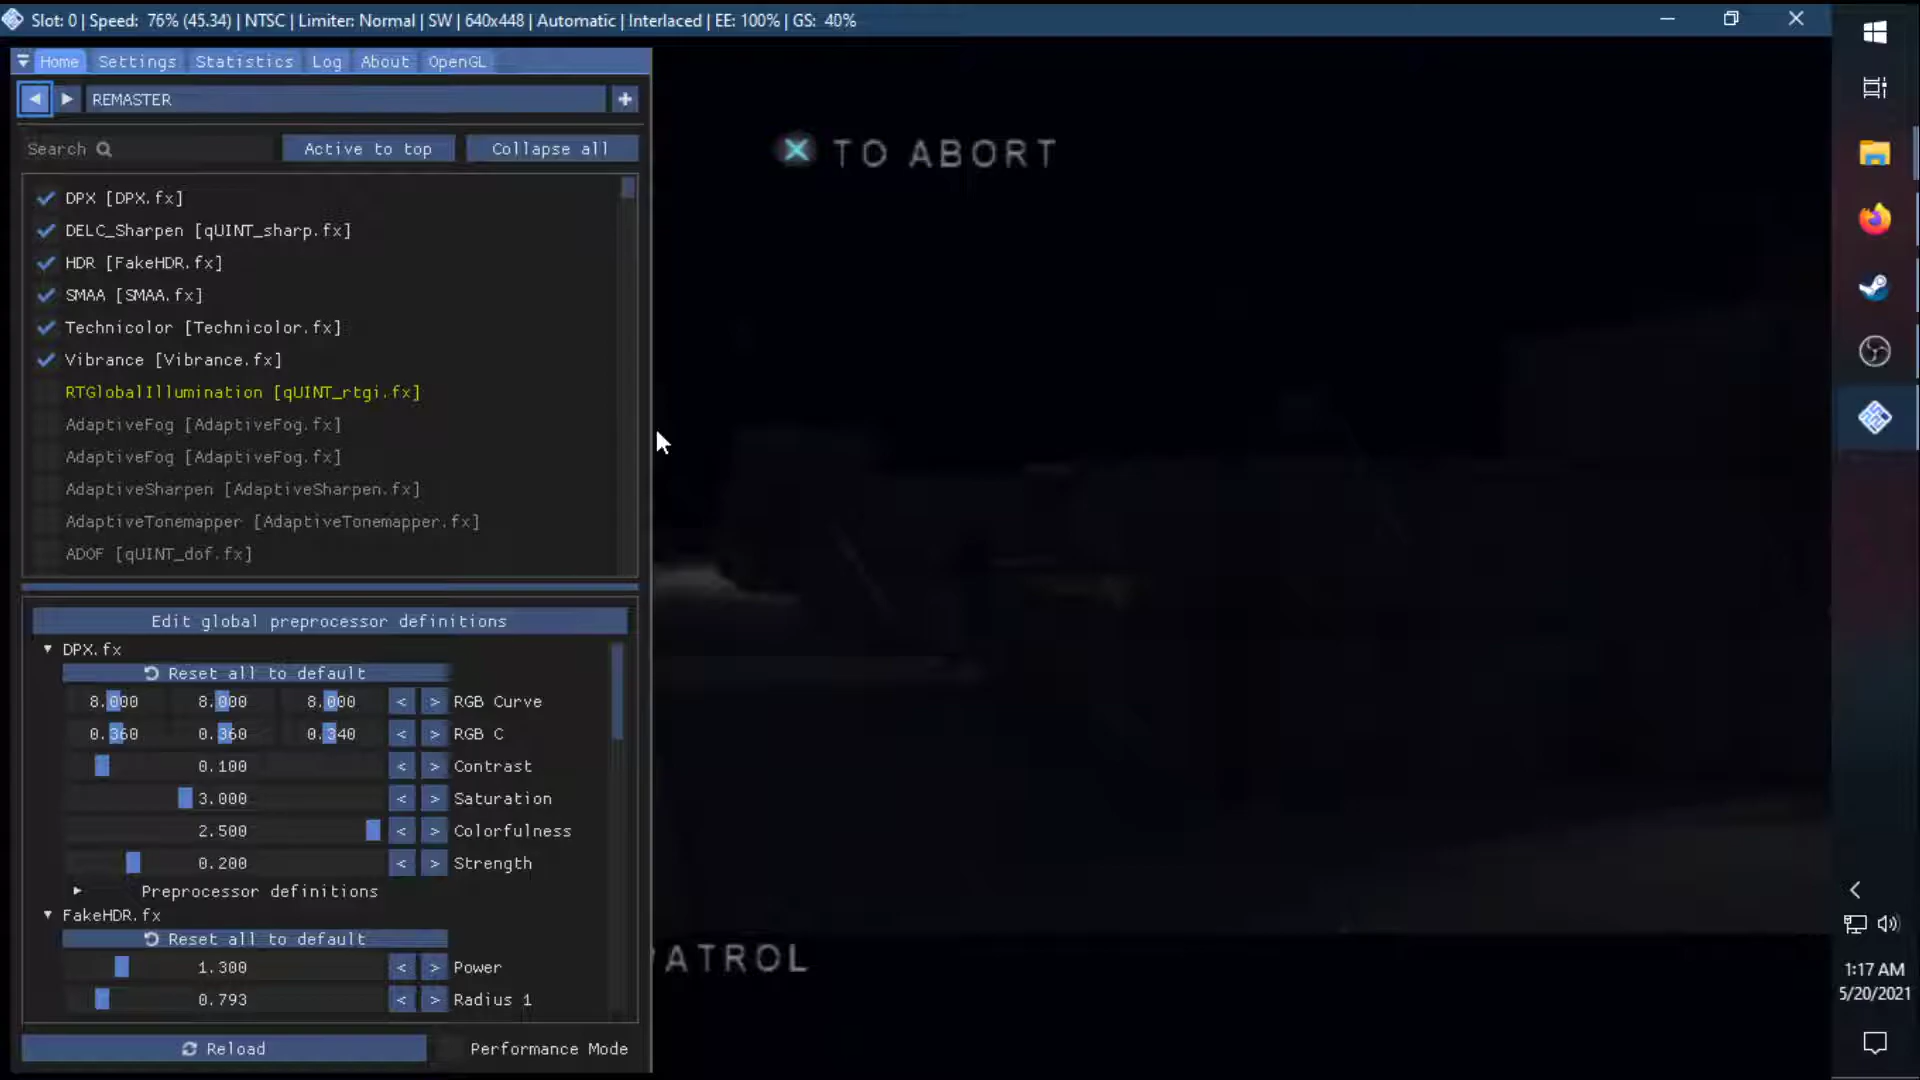 Slot: 0 | Speed: 76% (45.34) | NTSC | Limiter: Normal | SW | 640x448 | Automatic | Interlaced | EE: 100% | GS: 40%
Home Settings Statistics Log About OpenGL
REMASTER +
Search Active to top Collapse all
TO ABORT
DPX [DPX.fx]
DELC_Sharpen [qUINT_sharp.fx]
HDR [FakeHDR.fx]
SMAA [SMAA.fx]
Technicolor [Technicolor.fx]
Vibrance [Vibrance.fx]
RTGlobalIllumination [qUINT_rtgi.fx]
AdaptiveFog [AdaptiveFog.fx]
AdaptiveFog [AdaptiveFog.fx]
AdaptiveSharpen [AdaptiveSharpen.fx]
AdaptiveTonemapper [AdaptiveTonemapper.fx]
ADOF [qUINT_dof.fx]
Edit global preprocessor definitions
DPX.fx
Reset all to default
8.000 8.000 8.000 < > RGB Curve
0.360 0.360 0.340 < > RGB C
0.100 < > Contrast
3.000 < > Saturation
2.500 < > Colorfulness
0.200 < > Strength
Preprocessor definitions
FakeHDR.fx
Reset all to default
1.300 < > Power
0.793 < > Radius 1
Reload Performance Mode
ATROL
1:17 AM
5/20/2021